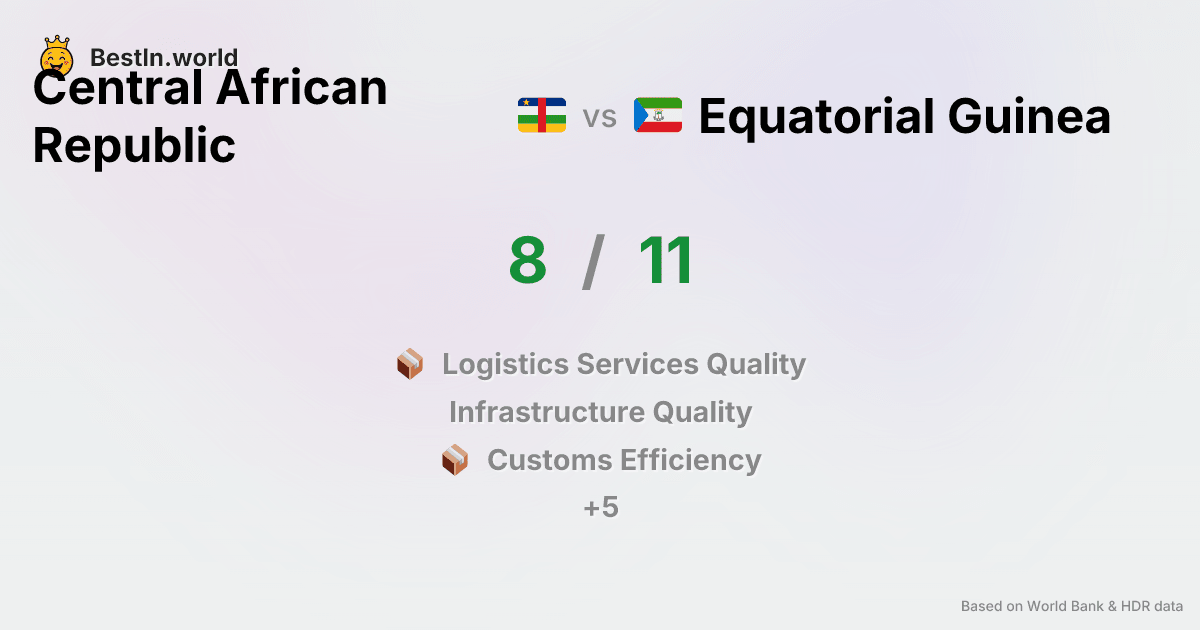 BestIn.world
Central African
Republic
vs
Equatorial Guinea
8 / 11
Logistics Services Quality
Infrastructure Quality
Customs Efficiency
+5
Based on World Bank & HDR data